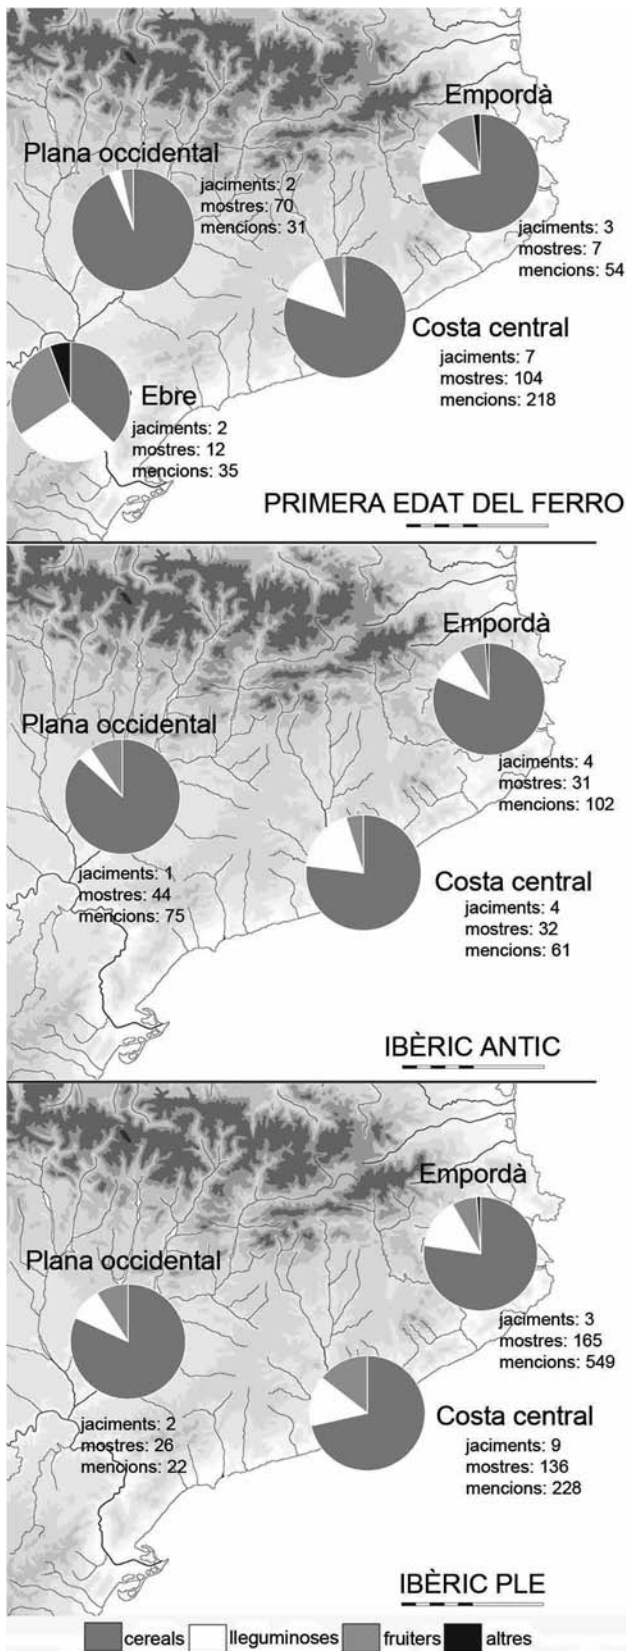 Empordà
jaciments: 3
mostres: 7
mencions: 54
Plana occidental
jaciments: 2
mostres: 70
mencions: 31
Costa central
jaciments: 7
mostres: 104
mencions: 218
Ebre
jaciments: 2
mostres: 12
mencions: 35
PRIMERA EDAT DEL FERRO
Empordà
jaciments: 4
mostres: 31
mencions: 102
Plana occidental
jaciments: 1
mostres: 44
mencions: 75
Costa central
jaciments: 4
mostres: 32
mencions: 61
IBÈRIC ANTIC
Empordà
jaciments: 3
mostres: 165
mencions: 549
Plana occidental
jaciments: 2
mostres: 26
mencions: 22
Costa central
jaciments: 9
mostres: 136
mencions: 228
IBÈRIC PLE
cereals lleguminoses fruiters altres